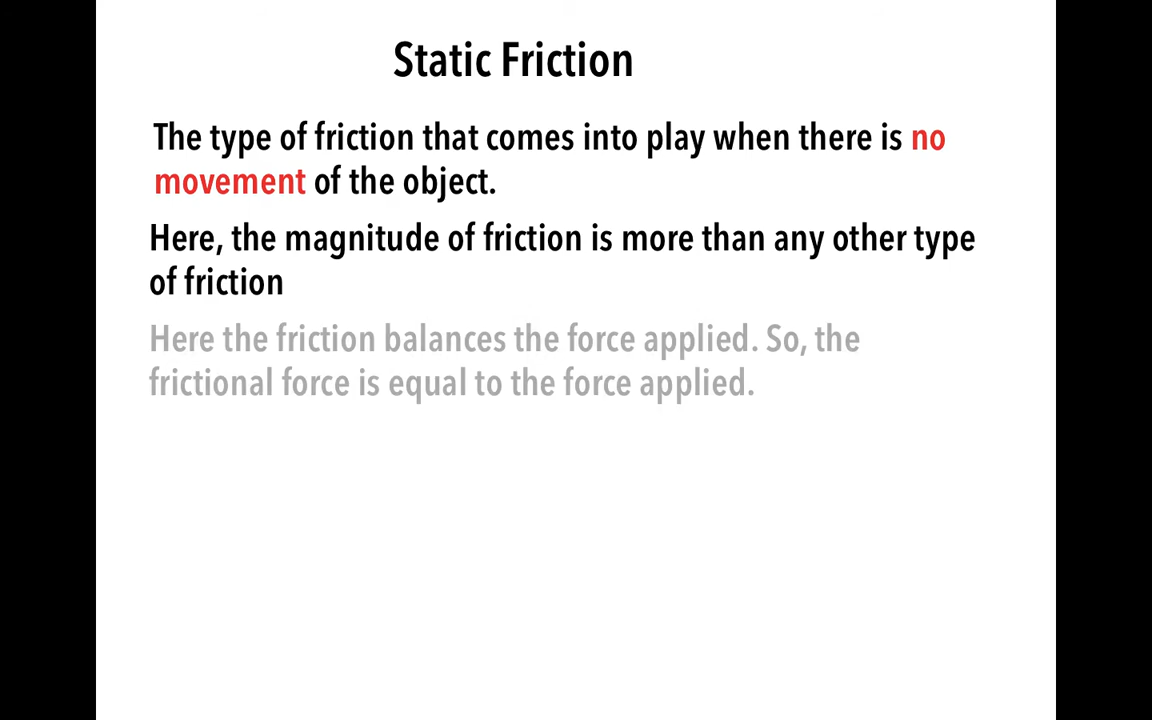 Static Friction
The type of friction that comes into play when there is no
movement of the object.
Here, the magnitude of friction is more than any other type
of friction
Here the friction balances the force applied. So, the
frictional force is equal to the force applied.